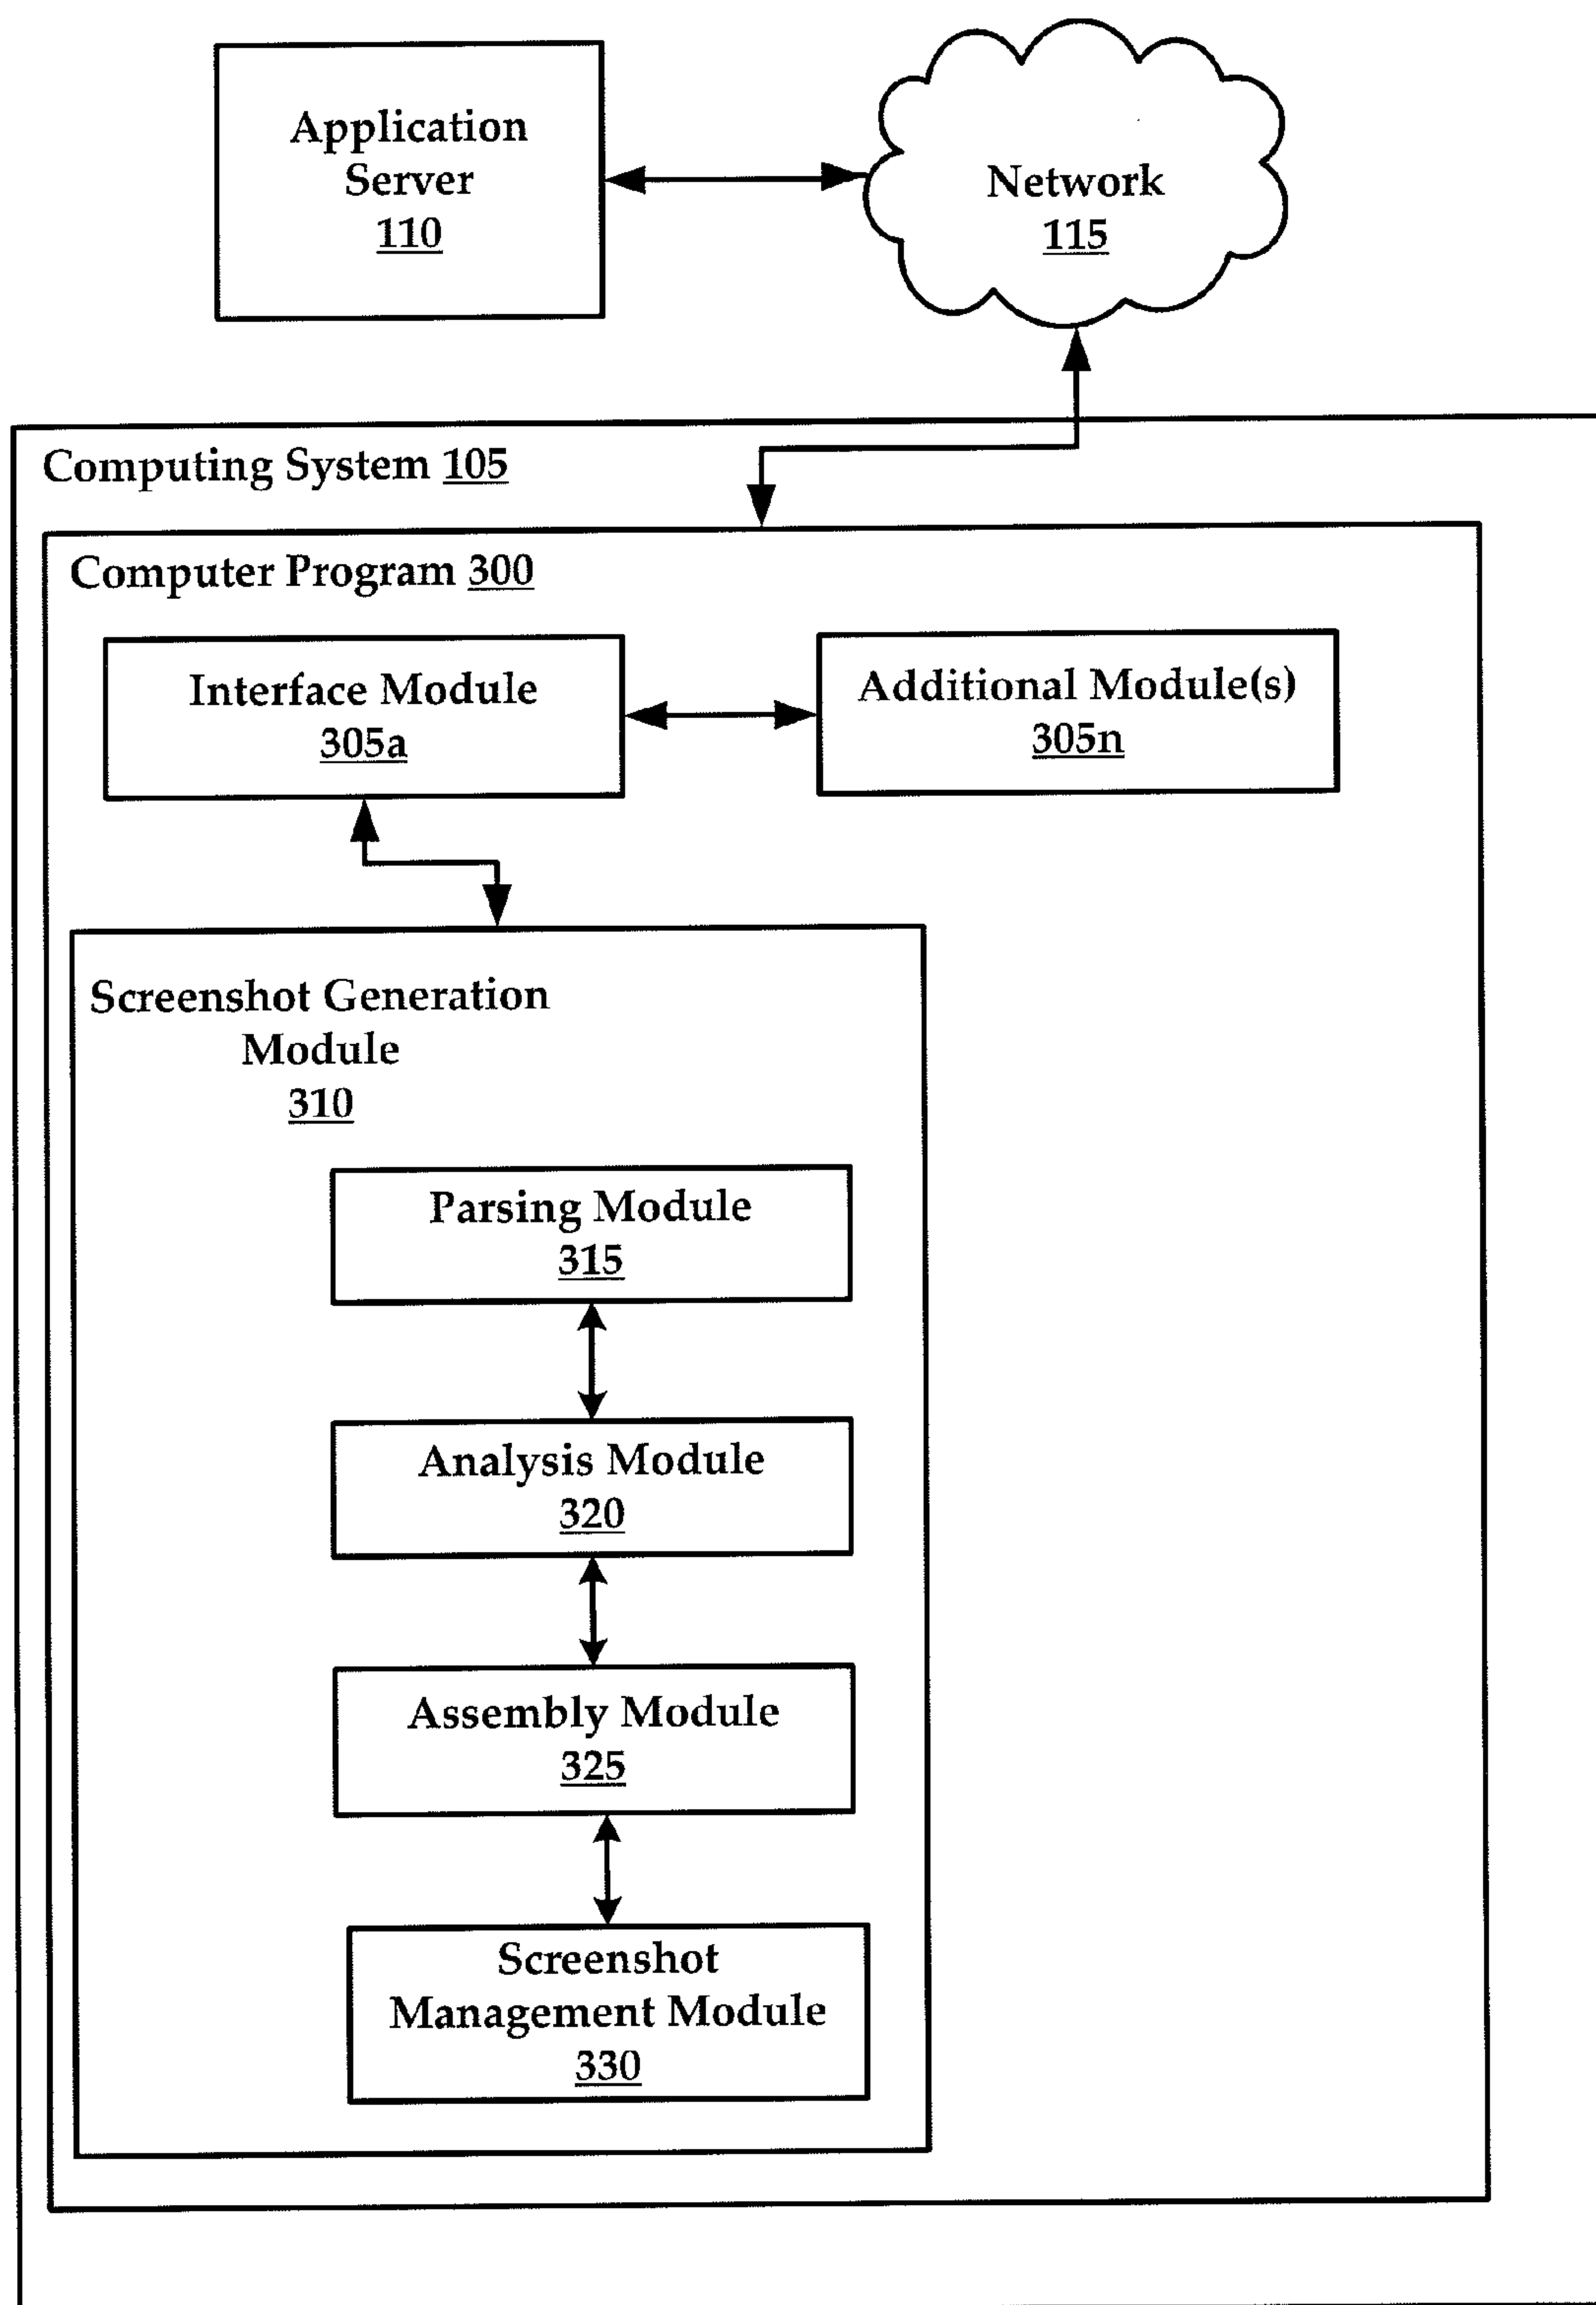 Application
Server
110
Network
115
Computing System 105
Computer Program 300
Interface Module
305a
Additional Module(s)
305n
Screenshot Generation
Module
310
Parsing Module
315
Analysis Module
320
Assembly Module
325
Screenshot
Management Module
330